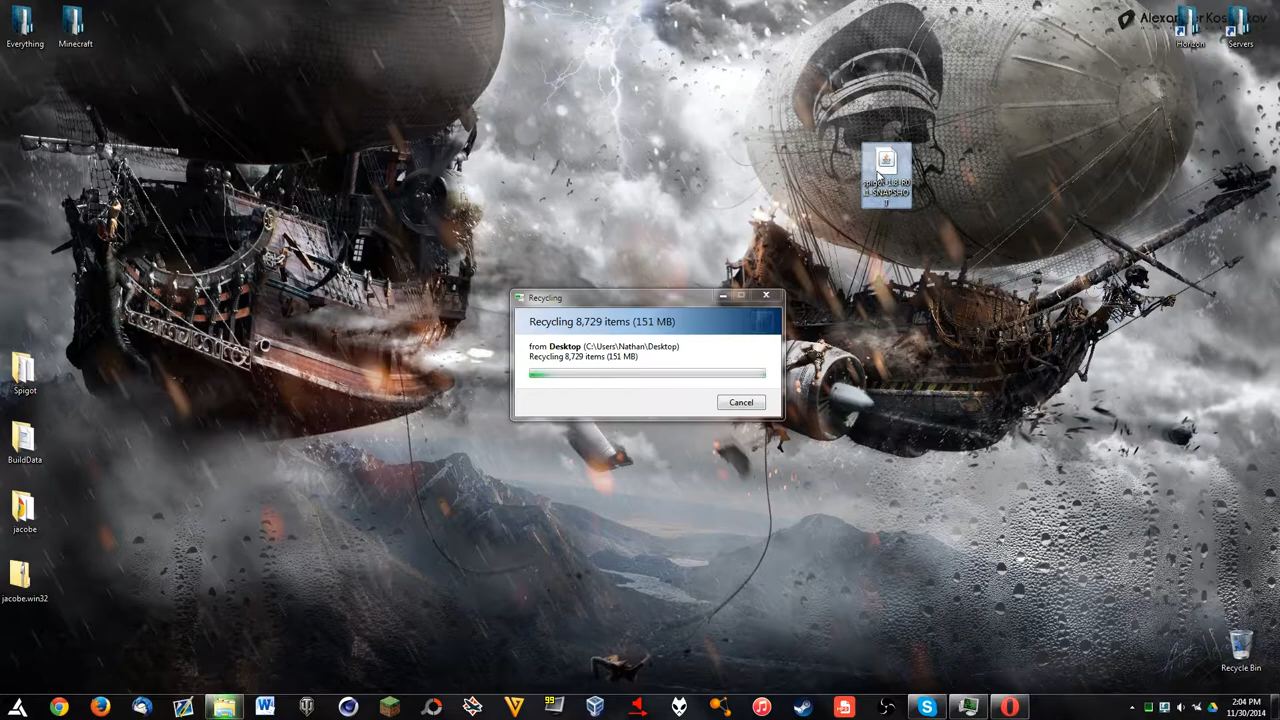 Everything
Minecraft
Horizon
Servers
Recycling
Recycling 8,729 items (151 MB)
from Desktop (C:\Users\Nathan\Desktop)
Recycling 8,729 items (151 MB)
Cancel
Spigot
BuildData
jacobe
jacobe.win32
Recycle Bin
99
2:04 PM
11/30/2014